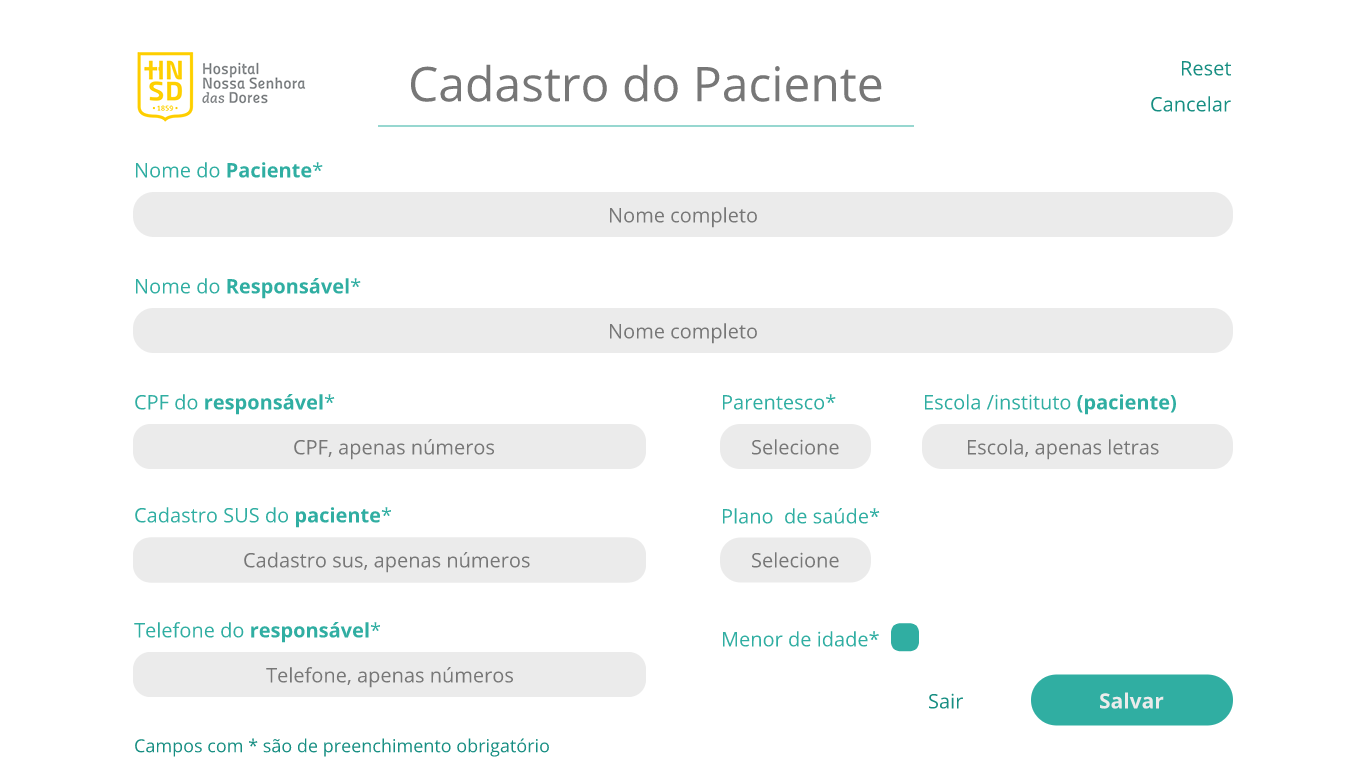 HN
SD
•1859•
Hospital
Nossa Senhora
das Dores
Cadastro do Paciente
Reset
Cancelar
Nome do Paciente*
Nome completo
Nome do Responsável*
Nome completo
CPF do responsável*
Parentesco*
Escola /instituto (paciente)
CPF, apenas números
Selecione
Escola, apenas letras
Cadastro SUS do paciente*
Plano de saúde*
Cadastro sus, apenas números
Selecione
Telefone do responsável*
Menor de idade*
Telefone, apenas números
Sair
Salvar
Campos com * são de preenchimento obrigatório